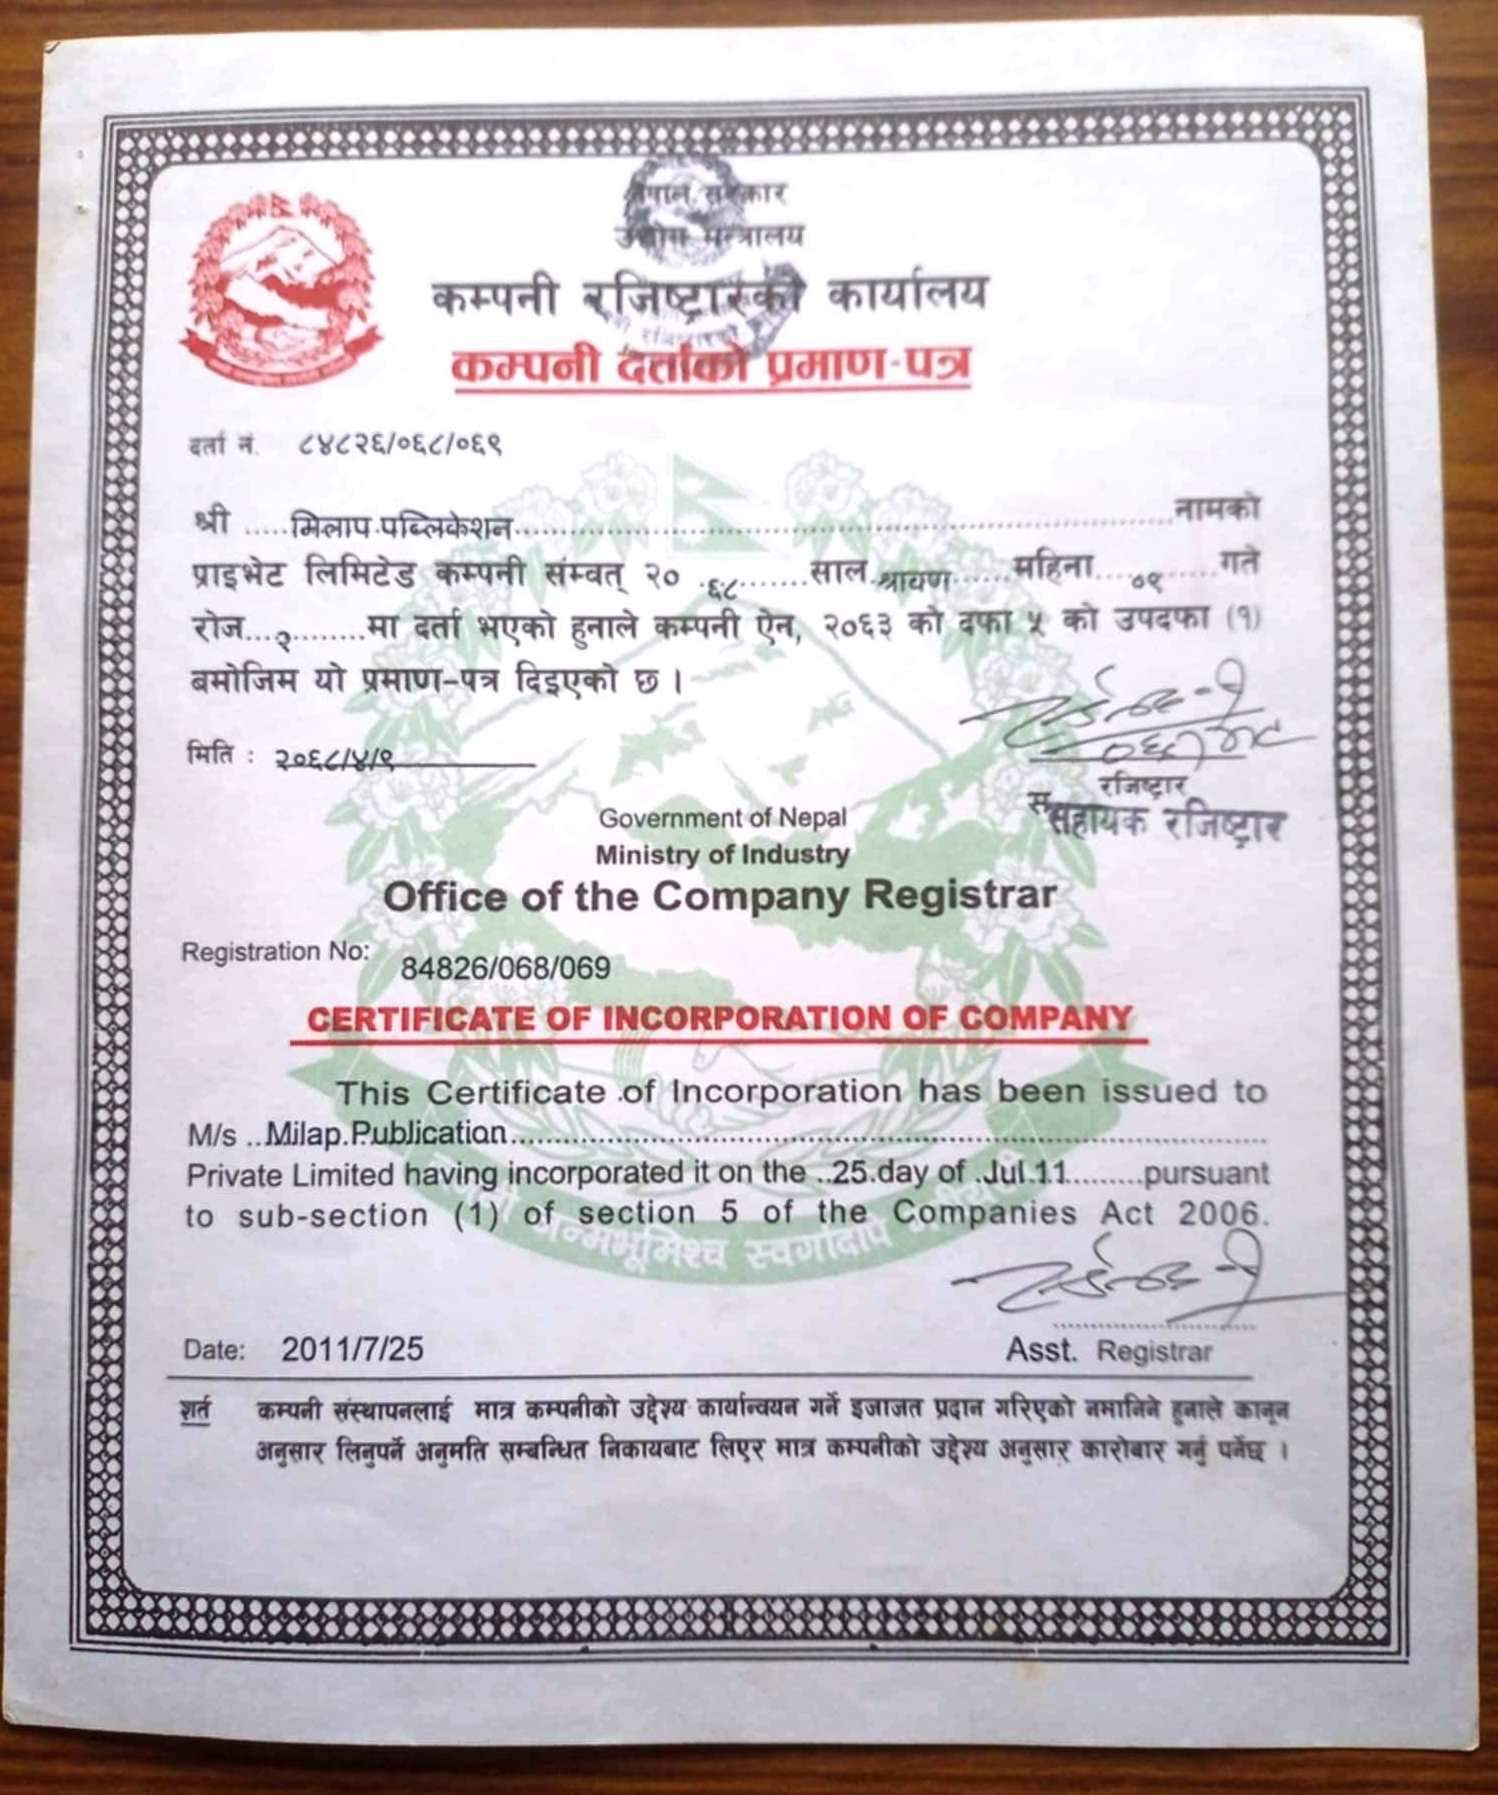 नेपाल सरकार
उद्योग मन्त्रालय
कम्पनी रजिष्ट्रारको कार्यालय
कम्पनी दर्ताको प्रमाण-पत्र
दर्ता नं. ८४८२६/०६८/०६९
श्री .....मिलाप.पब्लिकेशन..........नामको
प्राइभेट लिमिटेड कम्पनी संम्वत् २० .६८.......साल.श्रावण......महिना....०९......गते
रोज...२........मा दर्ता भएको हुनाले कम्पनी ऐन, २०६३ को दफा ५ को उपदफा (१)
बमोजिम यो प्रमाण-पत्र दिइएको छ ।
मिति : २०६८/४/९
रजिष्ट्रार
सहायक रजिष्ट्रार
Government of Nepal
Ministry of Industry
Office of the Company Registrar
Registration No: 84826/068/069
CERTIFICATE OF INCORPORATION OF COMPANY
This Certificate of Incorporation has been issued to
M/s ..Milap.Publication..........
Private Limited having incorporated it on the ..25.day of .Jul.11.........pursuant
to sub-section (1) of section 5 of the Companies Act 2006.
जन्मभूमिश्च स्वर्गादपि
Date: 2011/7/25
Asst. Registrar
शर्त कम्पनी संस्थापनलाई मात्र कम्पनीको उद्देश्य कार्यान्वयन गर्ने इजाजत प्रदान गरिएको नमानिने हुनाले कानून
अनुसार लिनुपर्ने अनुमति सम्बन्धित निकायबाट लिएर मात्र कम्पनीको उद्देश्य अनुसार कारोबार गर्नु पर्नेछ ।